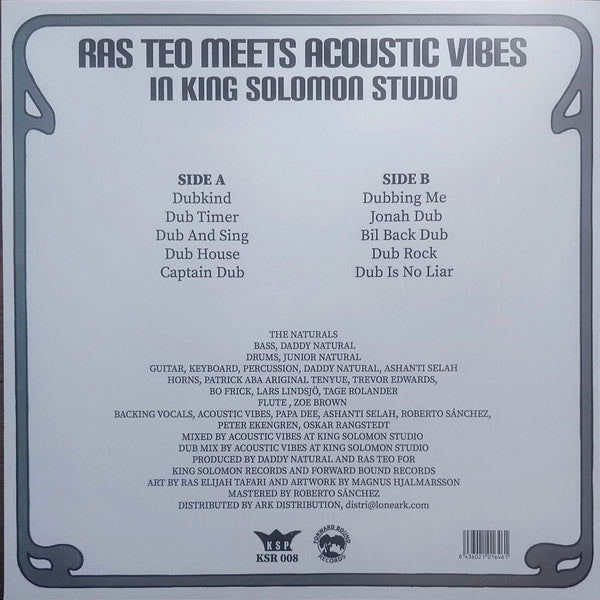 RAS TEO MEETS ACOUSTIC VIBES
IN KING SOLOMON STUDIO
SIDE A
Dubkind
Dub Timer
Dub And Sing
Dub House
Captain Dub
SIDE B
Dubbing Me
Jonah Dub
Bil Back Dub
Dub Rock
Dub Is No Liar
THE NATURALS
BASS, DADDY NATURAL
DRUMS, JUNIOR NATURAL
GUITAR, KEYBOARD, PERCUSSION, DADDY NATURAL, ASHANTI SELAH
HORNS, PATRICK ABA ARIGINAL TENYUE, TREVOR EDWARDS,
BO FRICK, LARS LINDSJÖ, TAGE ROLANDER
FLUTE , ZOE BROWN
BACKING VOCALS, ACOUSTIC VIBES, PAPA DEE, ASHANTI SELAH, ROBERTO SÁNCHEZ,
PETER EKENGREN, OSKAR RANGSTEDT
MIXED BY ACOUSTIC VIBES AT KING SOLOMON STUDIO
DUB MIX BY ACOUSTIC VIBES AT KING SOLOMON STUDIO
PRODUCED BY DADDY NATURAL AND RAS TEO FOR
KING SOLOMON RECORDS AND FORWARD BOUND RECORDS
ART BY RAS ELIJAH TAFARI AND ARTWORK BY MAGNUS HJALMARSSON
MASTERED BY ROBERTO SÁNCHEZ
DISTRIBUTED BY ARK DISTRIBUTION, distri@loneark.com
KSP
KSR 008
FORWARD BOUND
RECORDS
8 436021 016461